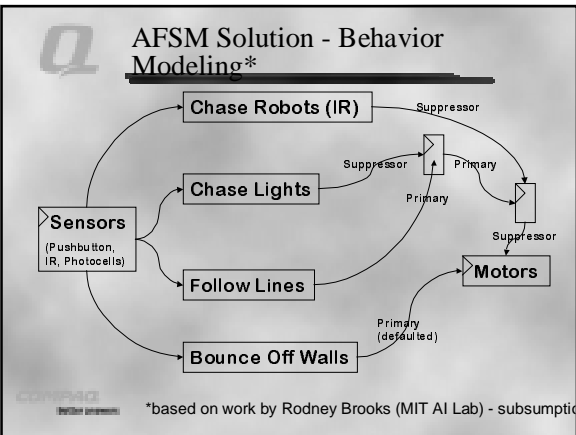 Q
AFSM Solution - Behavior
Modeling*
Chase Robots (IR)
Suppressor
Suppressor
Primary
Chase Lights
Primary
Sensors
(Pushbutton,
IR, Photocells)
Suppressor
Motors
Follow Lines
Primary
(defaulted)
Bounce Off Walls
COMPAQ
*based on work by Rodney Brooks (MIT AI Lab) - subsumptio